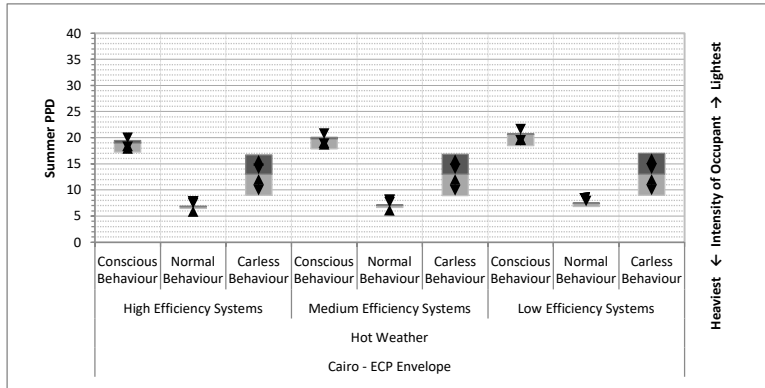 40
35
30
25
20
15
10
5
0
Summer PPD
Conscious Behaviour
Normal Behaviour
Carless Behaviour
Conscious Behaviour
Normal Behaviour
Carless Behaviour
Conscious Behaviour
Normal Behaviour
Carless Behaviour
High Efficiency Systems
Medium Efficiency Systems
Low Efficiency Systems
Hot Weather
Cairo - ECP Envelope
Heaviest ← Intensity of Occupant → Lightest